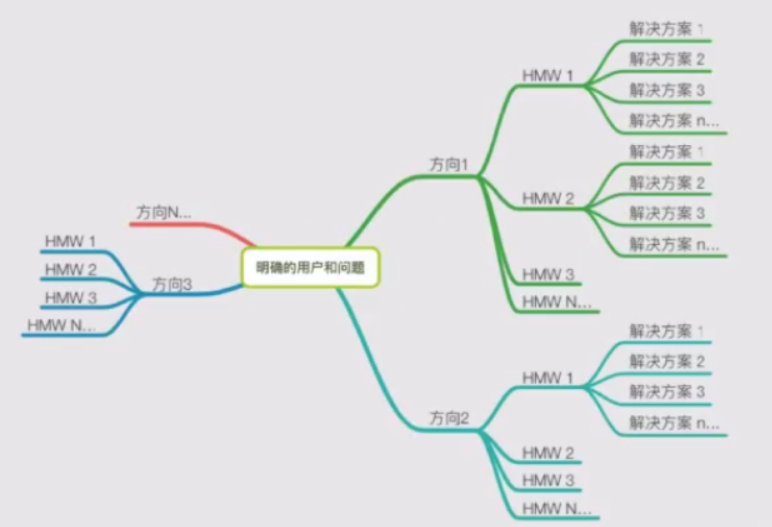 明确的用户和问题
方向1
HMW 1
解决方案 1
解决方案 2
解决方案 3
解决方案 n...
HMW 2
解决方案 1
解决方案 2
解决方案 3
解决方案 n...
HMW 3
HMW N...
方向2
HMW 1
解决方案 1
解决方案 2
解决方案 3
解决方案 n...
HMW 2
HMW 3
HMW N...
方向3
HMW 1
HMW 2
HMW 3
HMW N...
方向N...